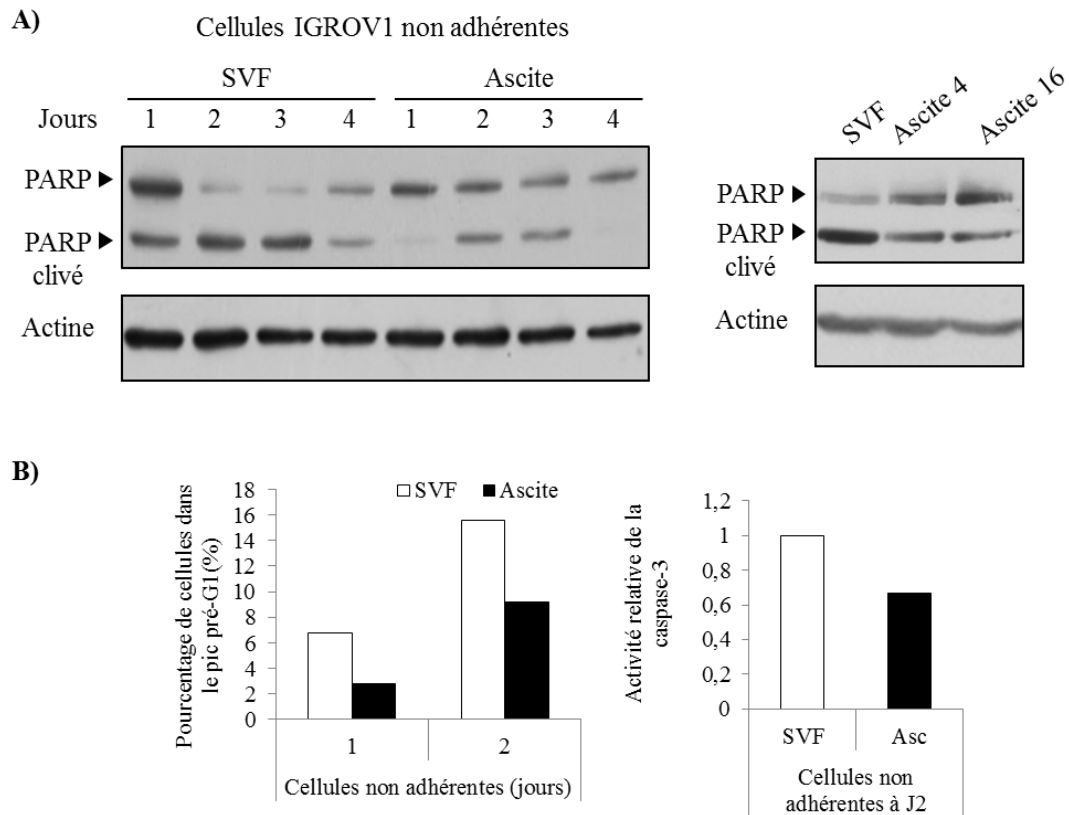 A)
Cellules IGROV1 non adhérentes
SVF Ascite
Jours 1 2 3 4 1 2 3 4
PARP
PARP
clivé
Actine
SVF
Ascite 4
Ascite 16
PARP
PARP
clivé
Actine
B)
Pourcentage de cellules dans
le pic pré-G1(%)
18
16
14
12
10
8
6
4
2
0
SVF Ascite
1 2
Cellules non adhérentes (jours)
Activité relative de la
caspase-3
1,2
1
0,8
0,6
0,4
0,2
0
SVF Asc
Cellules non
adhérentes à J2